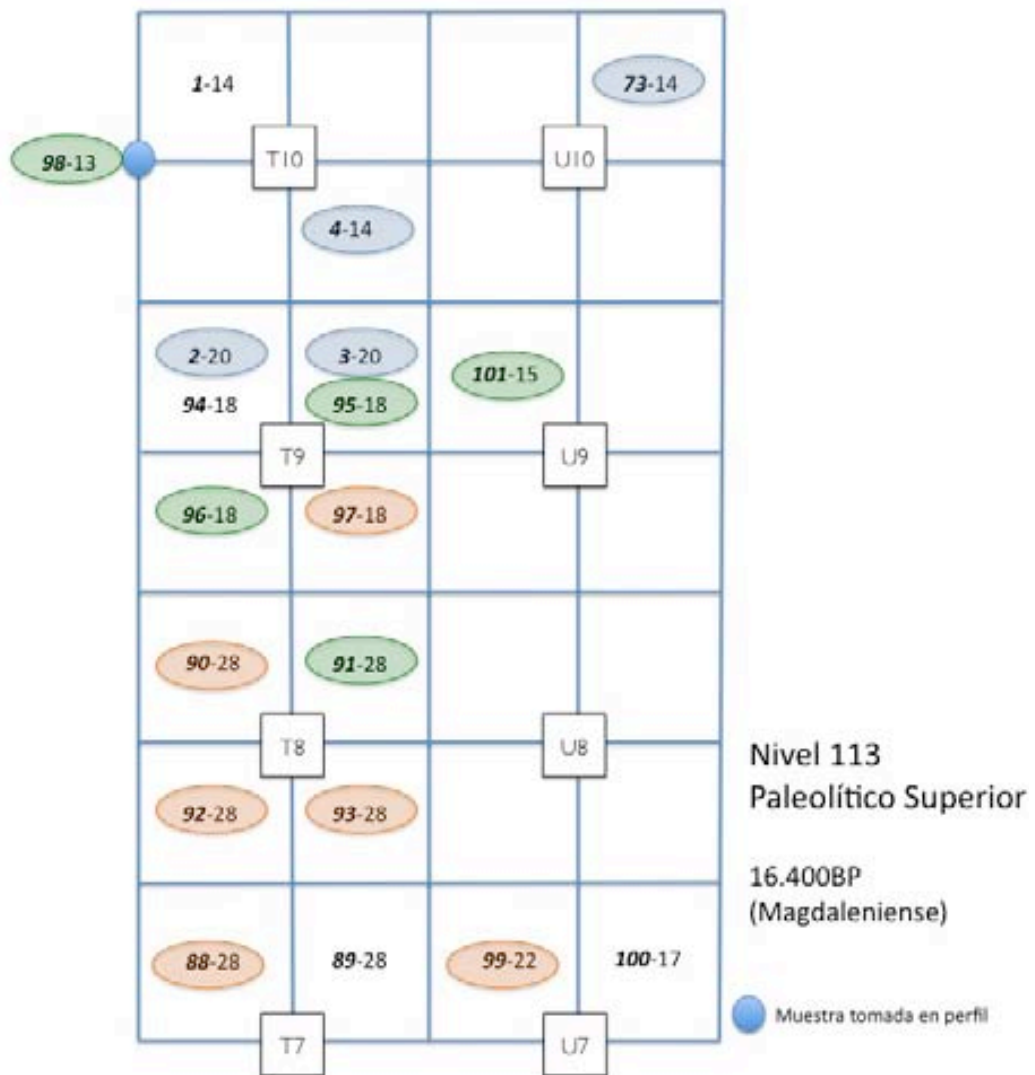 1-14
73-14
98-13
T10
U10
4-14
2-20
3-20
101-15
94-18
95-18
T9
U9
96-18
97-18
90-28
91-28
T8
U8
92-28
93-28
Nivel 113
Paleolítico Superior
16.400BP
(Magdaleniense)
88-28
89-28
99-22
100-17
Muestra tomada en perfil
T7
U7